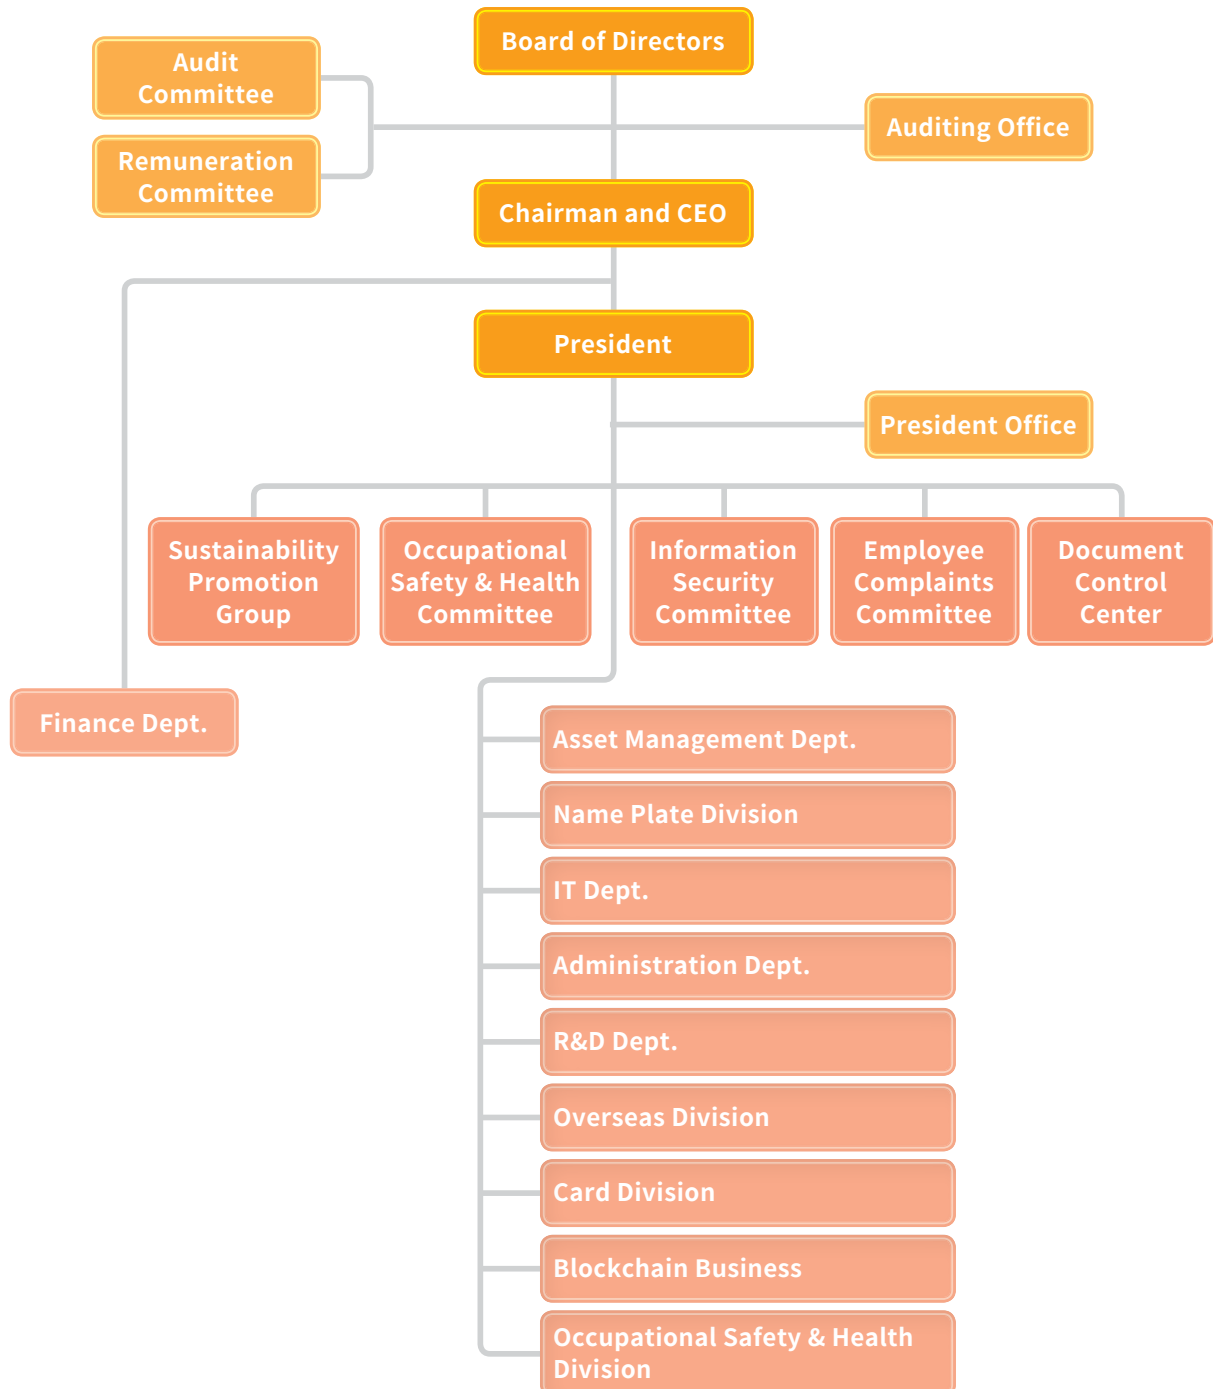 Board of Directors
Audit
Committee
Auditing Office
Remuneration
Committee
Chairman and CEO
President
President Office
Sustainability
Promotion
Group
Occupational
Safety & Health
Committee
Information
Security
Committee
Employee
Complaints
Committee
Document
Control
Center
Finance Dept.
Asset Management Dept.
Name Plate Division
IT Dept.
Administration Dept.
R&D Dept.
Overseas Division
Card Division
Blockchain Business
Occupational Safety & Health
Division